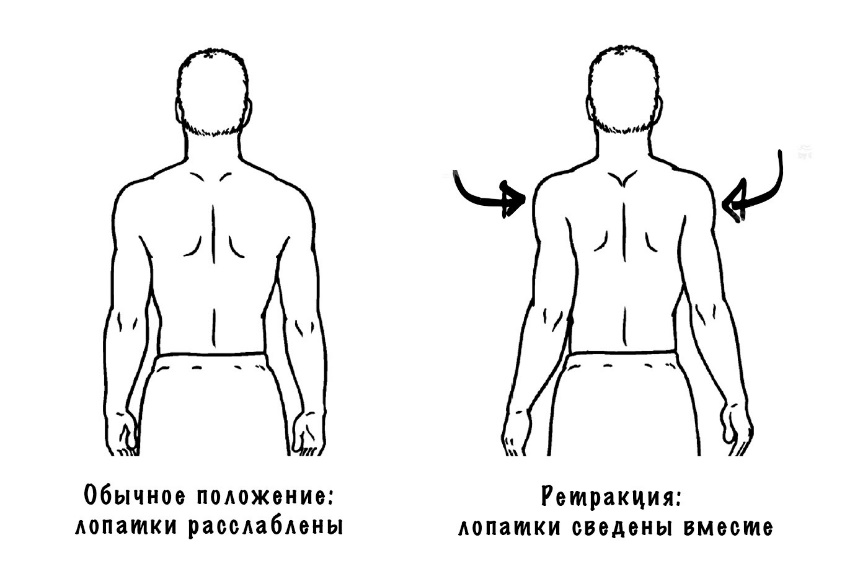 Обычное положение:
лопатки расслаблены
Ретракция:
лопатки сведены вместе